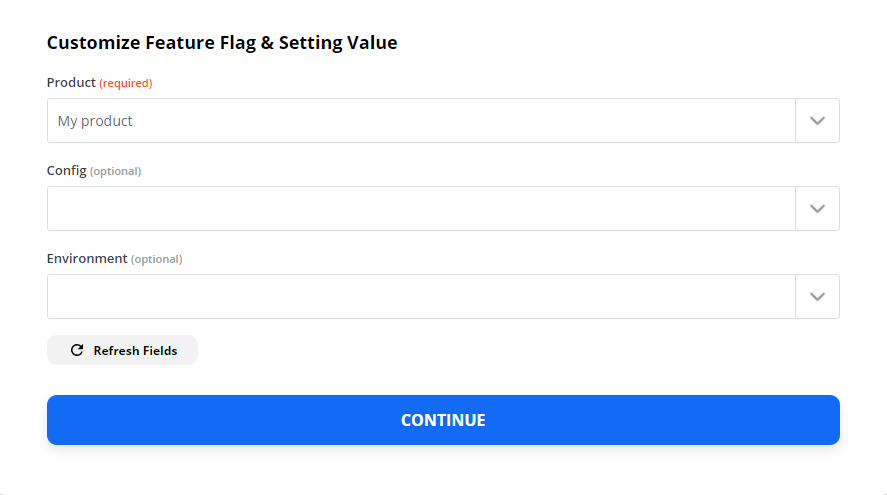 Customize Feature Flag & Setting Value
Product (required)
My product
Config (optional)
Environment (optional)
Refresh Fields
CONTINUE